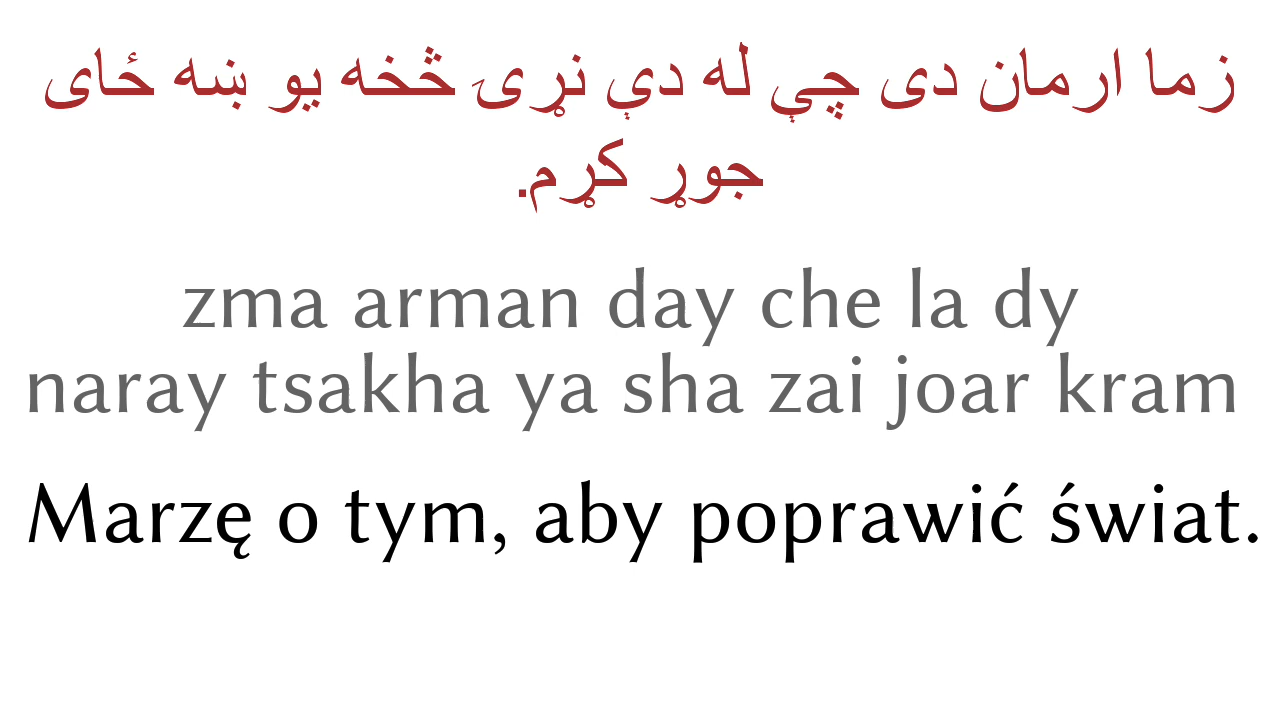 زما ارمان دی چې له دې نړۍ څخه یو ښه ځای
جوړ کړم.
zma arman day che la dy
naray tsakha ya sha zai joar kram
Marzę o tym, aby poprawić świat.